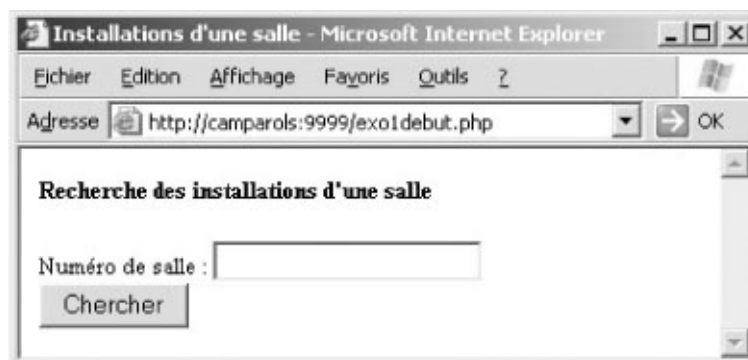 Installations d'une salle - Microsoft Internet Explorer
Fichier Edition Affichage Favoris Outils ?
Adresse http://camparols:9999/exo1debut.php OK
Recherche des installations d'une salle
Numéro de salle :
Chercher